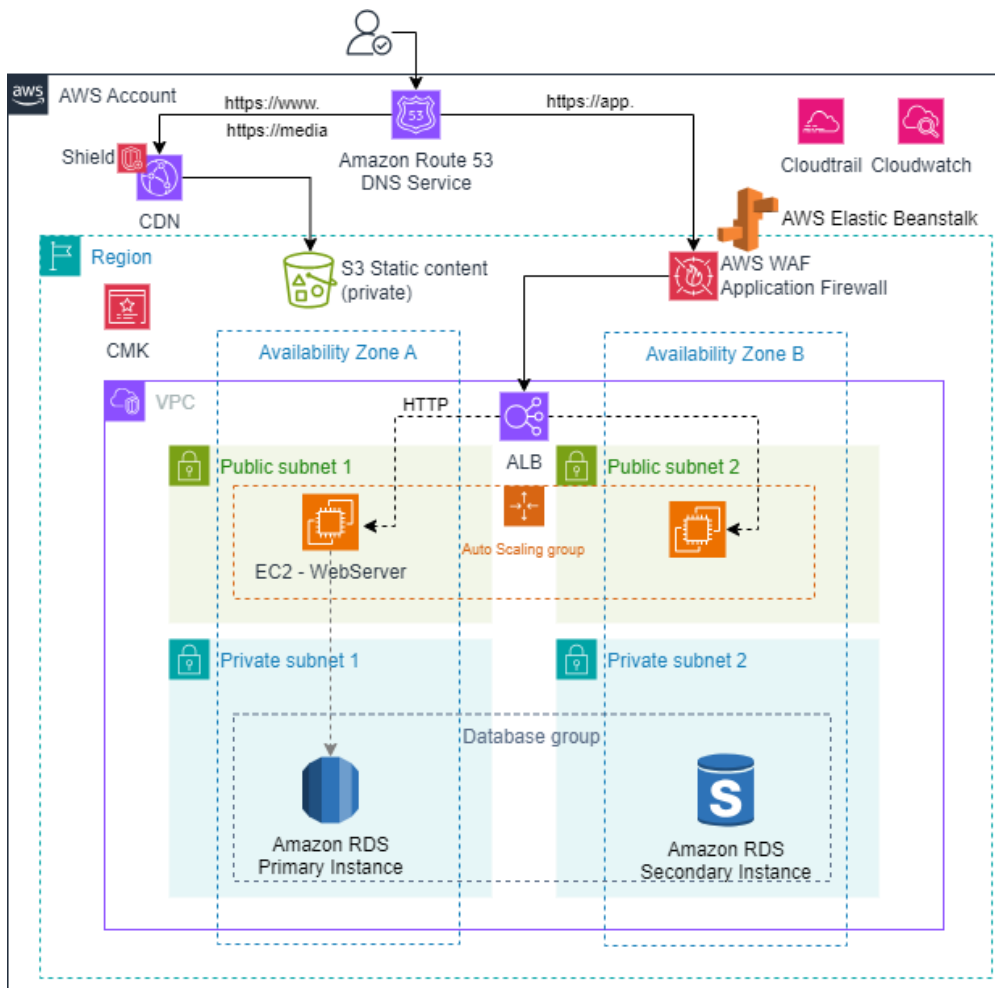 aws
AWS Account
https://www.
https://media
https://app.
53
Amazon Route 53
DNS Service
Shield
CDN
Cloudtrail
Cloudwatch
AWS Elastic Beanstalk
Region
S3 Static content
(private)
AWS WAF
Application Firewall
CMK
Availability Zone A
Availability Zone B
VPC
HTTP
ALB
Public subnet 1
Public subnet 2
Auto Scaling group
EC2 - WebServer
Private subnet 1
Private subnet 2
Database group
S
Amazon RDS
Primary Instance
Amazon RDS
Secondary Instance